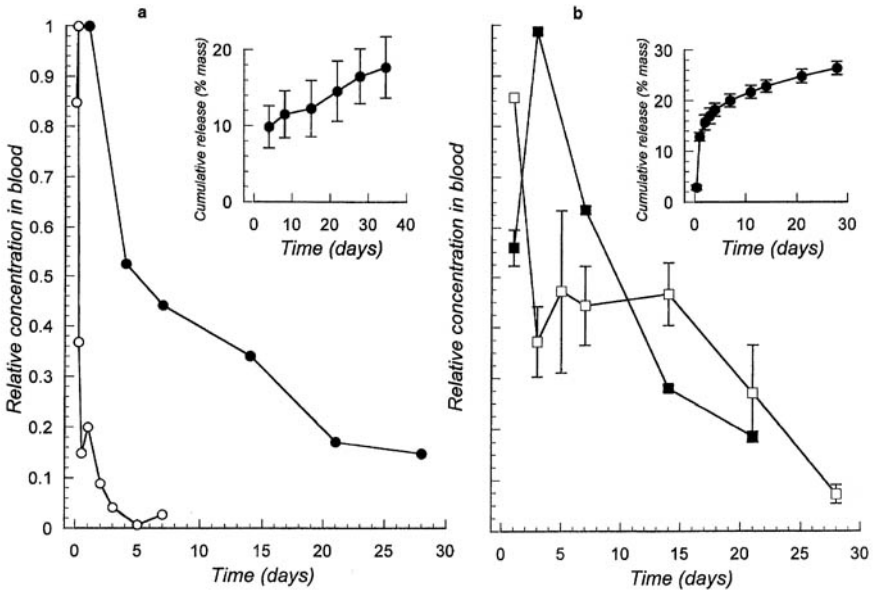 a
Relative concentration in blood
1
0.9
0.8
0.7
0.6
0.5
0.4
0.3
0.2
0.1
0
0 5 10 15 20 25 30
Time (days)
Cumulative release (% mass)
20
10
0
0 10 20 30 40
Time (days)
b
Relative concentration in blood
0 5 10 15 20 25 30
Time (days)
Cumulative release (% mass)
30
20
10
0
0 10 20 30
Time (days)